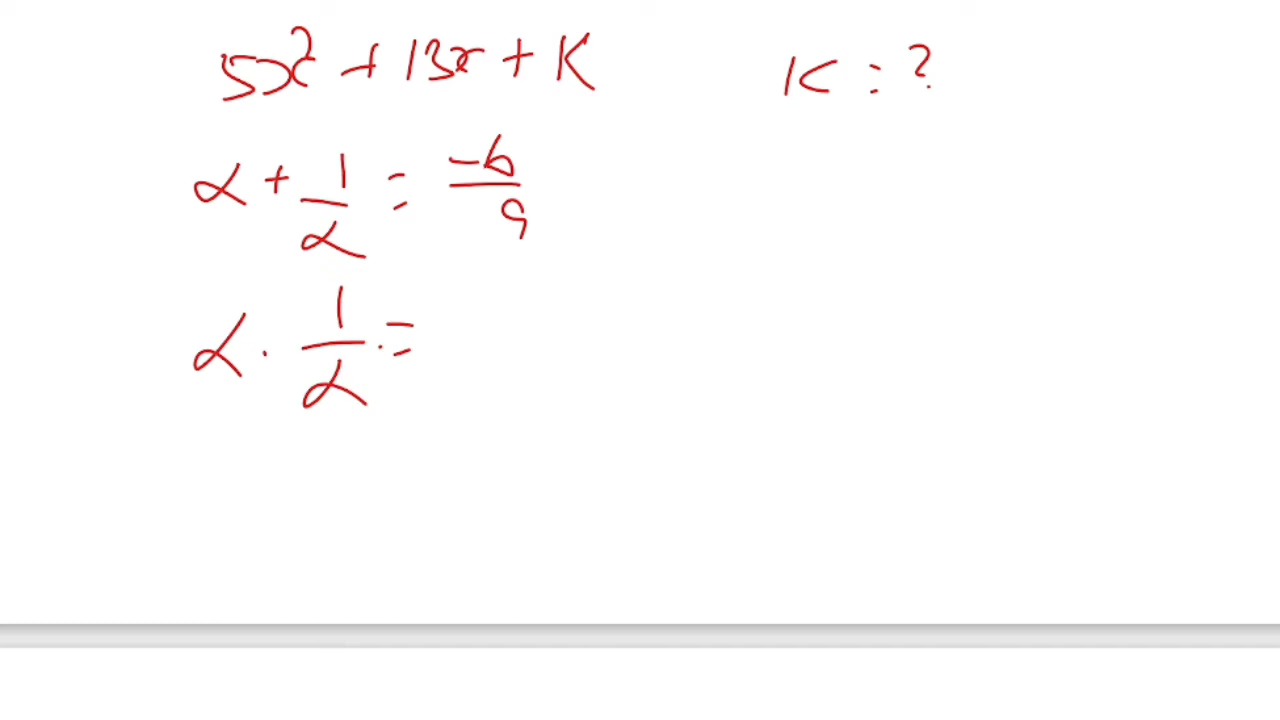 5x² + 13x + K K = ?
α + 1/α = -b/a
α · 1/α =